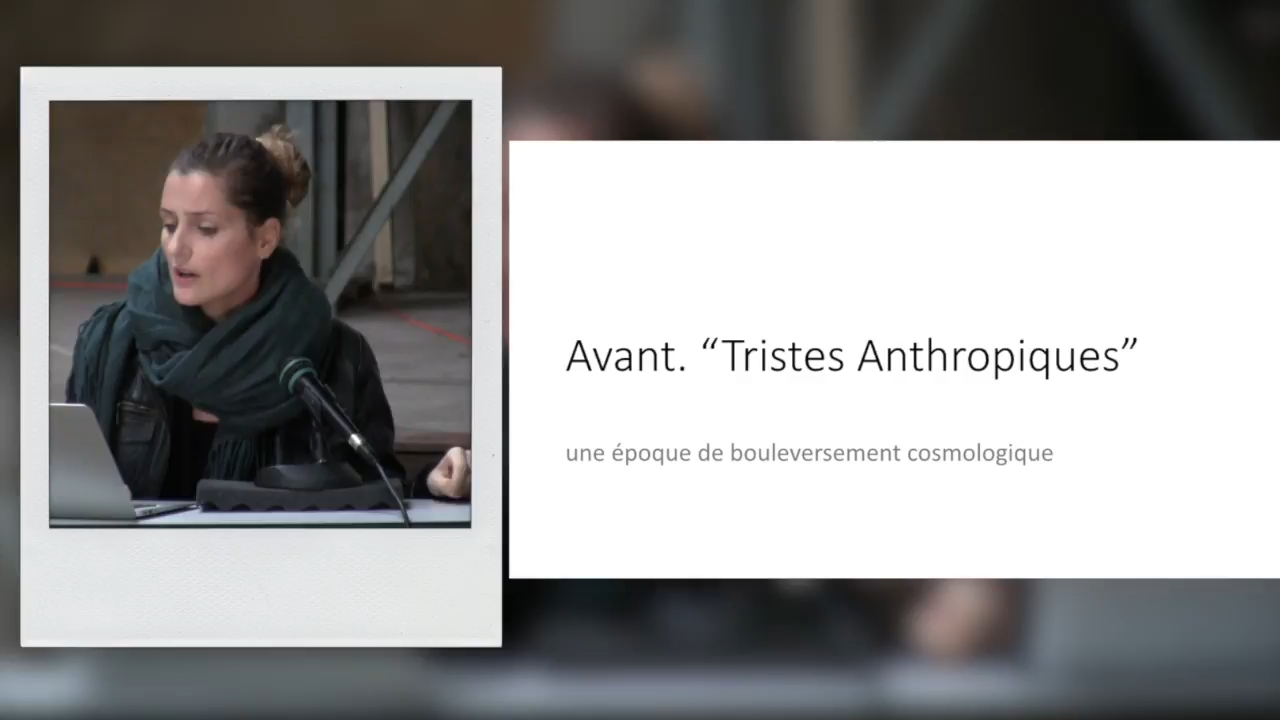 Avant. “Tristes Anthropiques”
une époque de bouleversement cosmologique